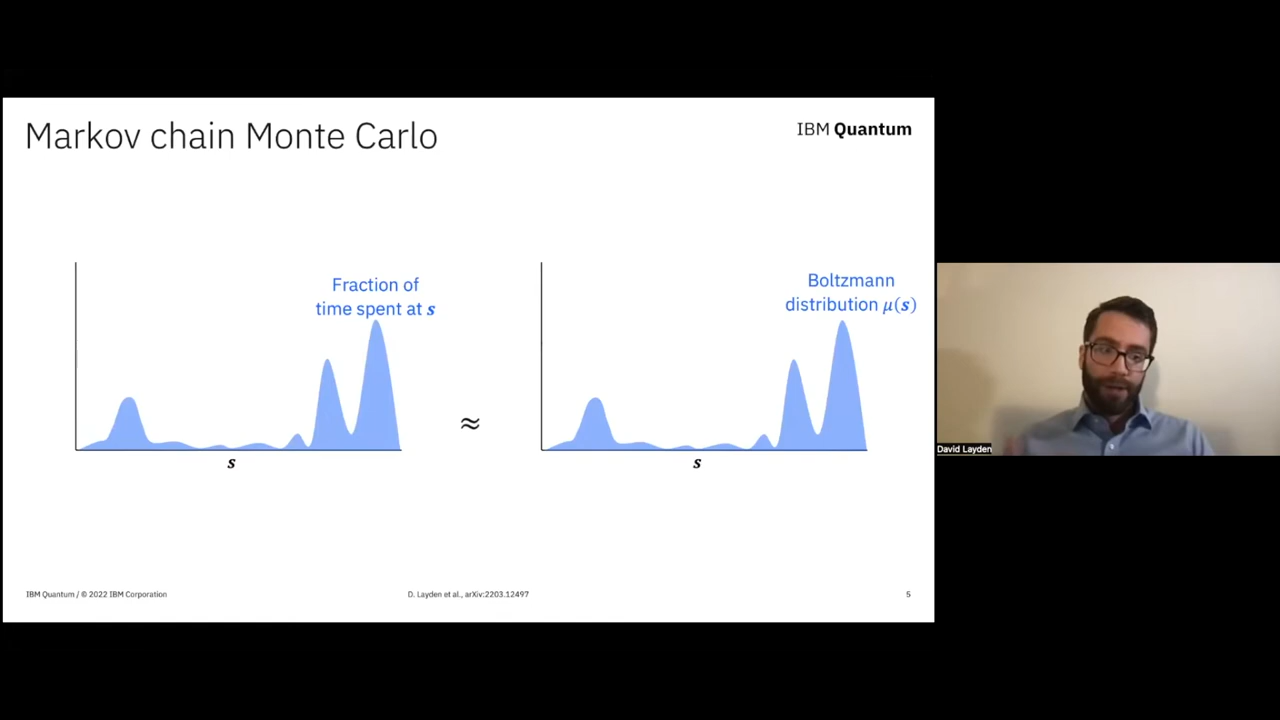 Markov chain Monte Carlo
IBM Quantum
Fraction of
time spent at s
s
≈
Boltzmann
distribution μ(s)
s
David Layden
IBM Quantum / © 2022 IBM Corporation
D. Layden et al., arXiv:2203.12497
5